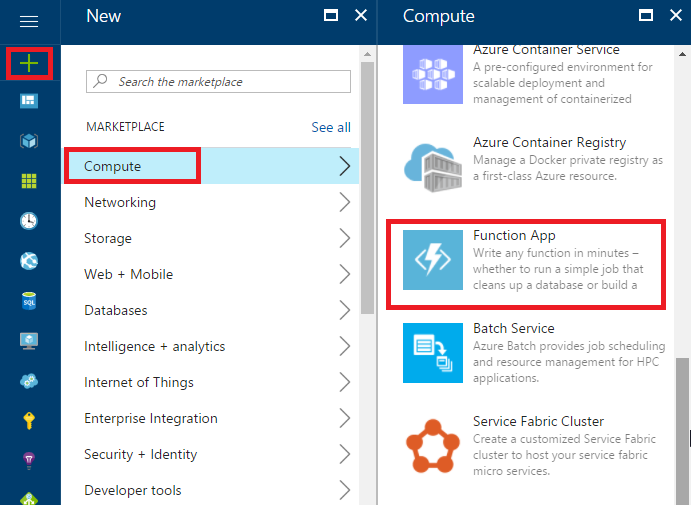 New
Search the marketplace
MARKETPLACE
See all
Compute
Networking
Storage
Web + Mobile
Databases
Intelligence + analytics
Internet of Things
Enterprise Integration
Security + Identity
Developer tools
Compute
Azure Container Service
A pre-configured environment for
scalable deployment and
management of containerized
Azure Container Registry
Manage a Docker private registry as
a first-class Azure resource.
Function App
Write any function in minutes –
whether to run a simple job that
cleans up a database or build a
Batch Service
Azure Batch provides job scheduling
and resource management for HPC
applications.
Service Fabric Cluster
Create a customized Service Fabric
cluster to host your service fabric
micro services.
SQL